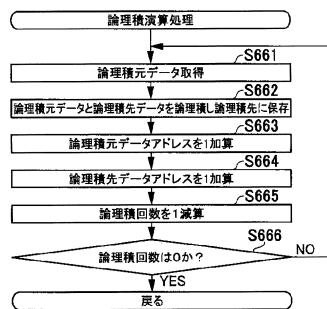 論理積演算処理
S661
論理積元データ取得
S662
論理積元データと論理積先データを論理積し論理積先に保存
S663
論理積元データアドレスを1加算
S664
論理積先データアドレスを1加算
S665
論理積回数を1減算
S666
論理積回数は0か?
NO
YES
戻る